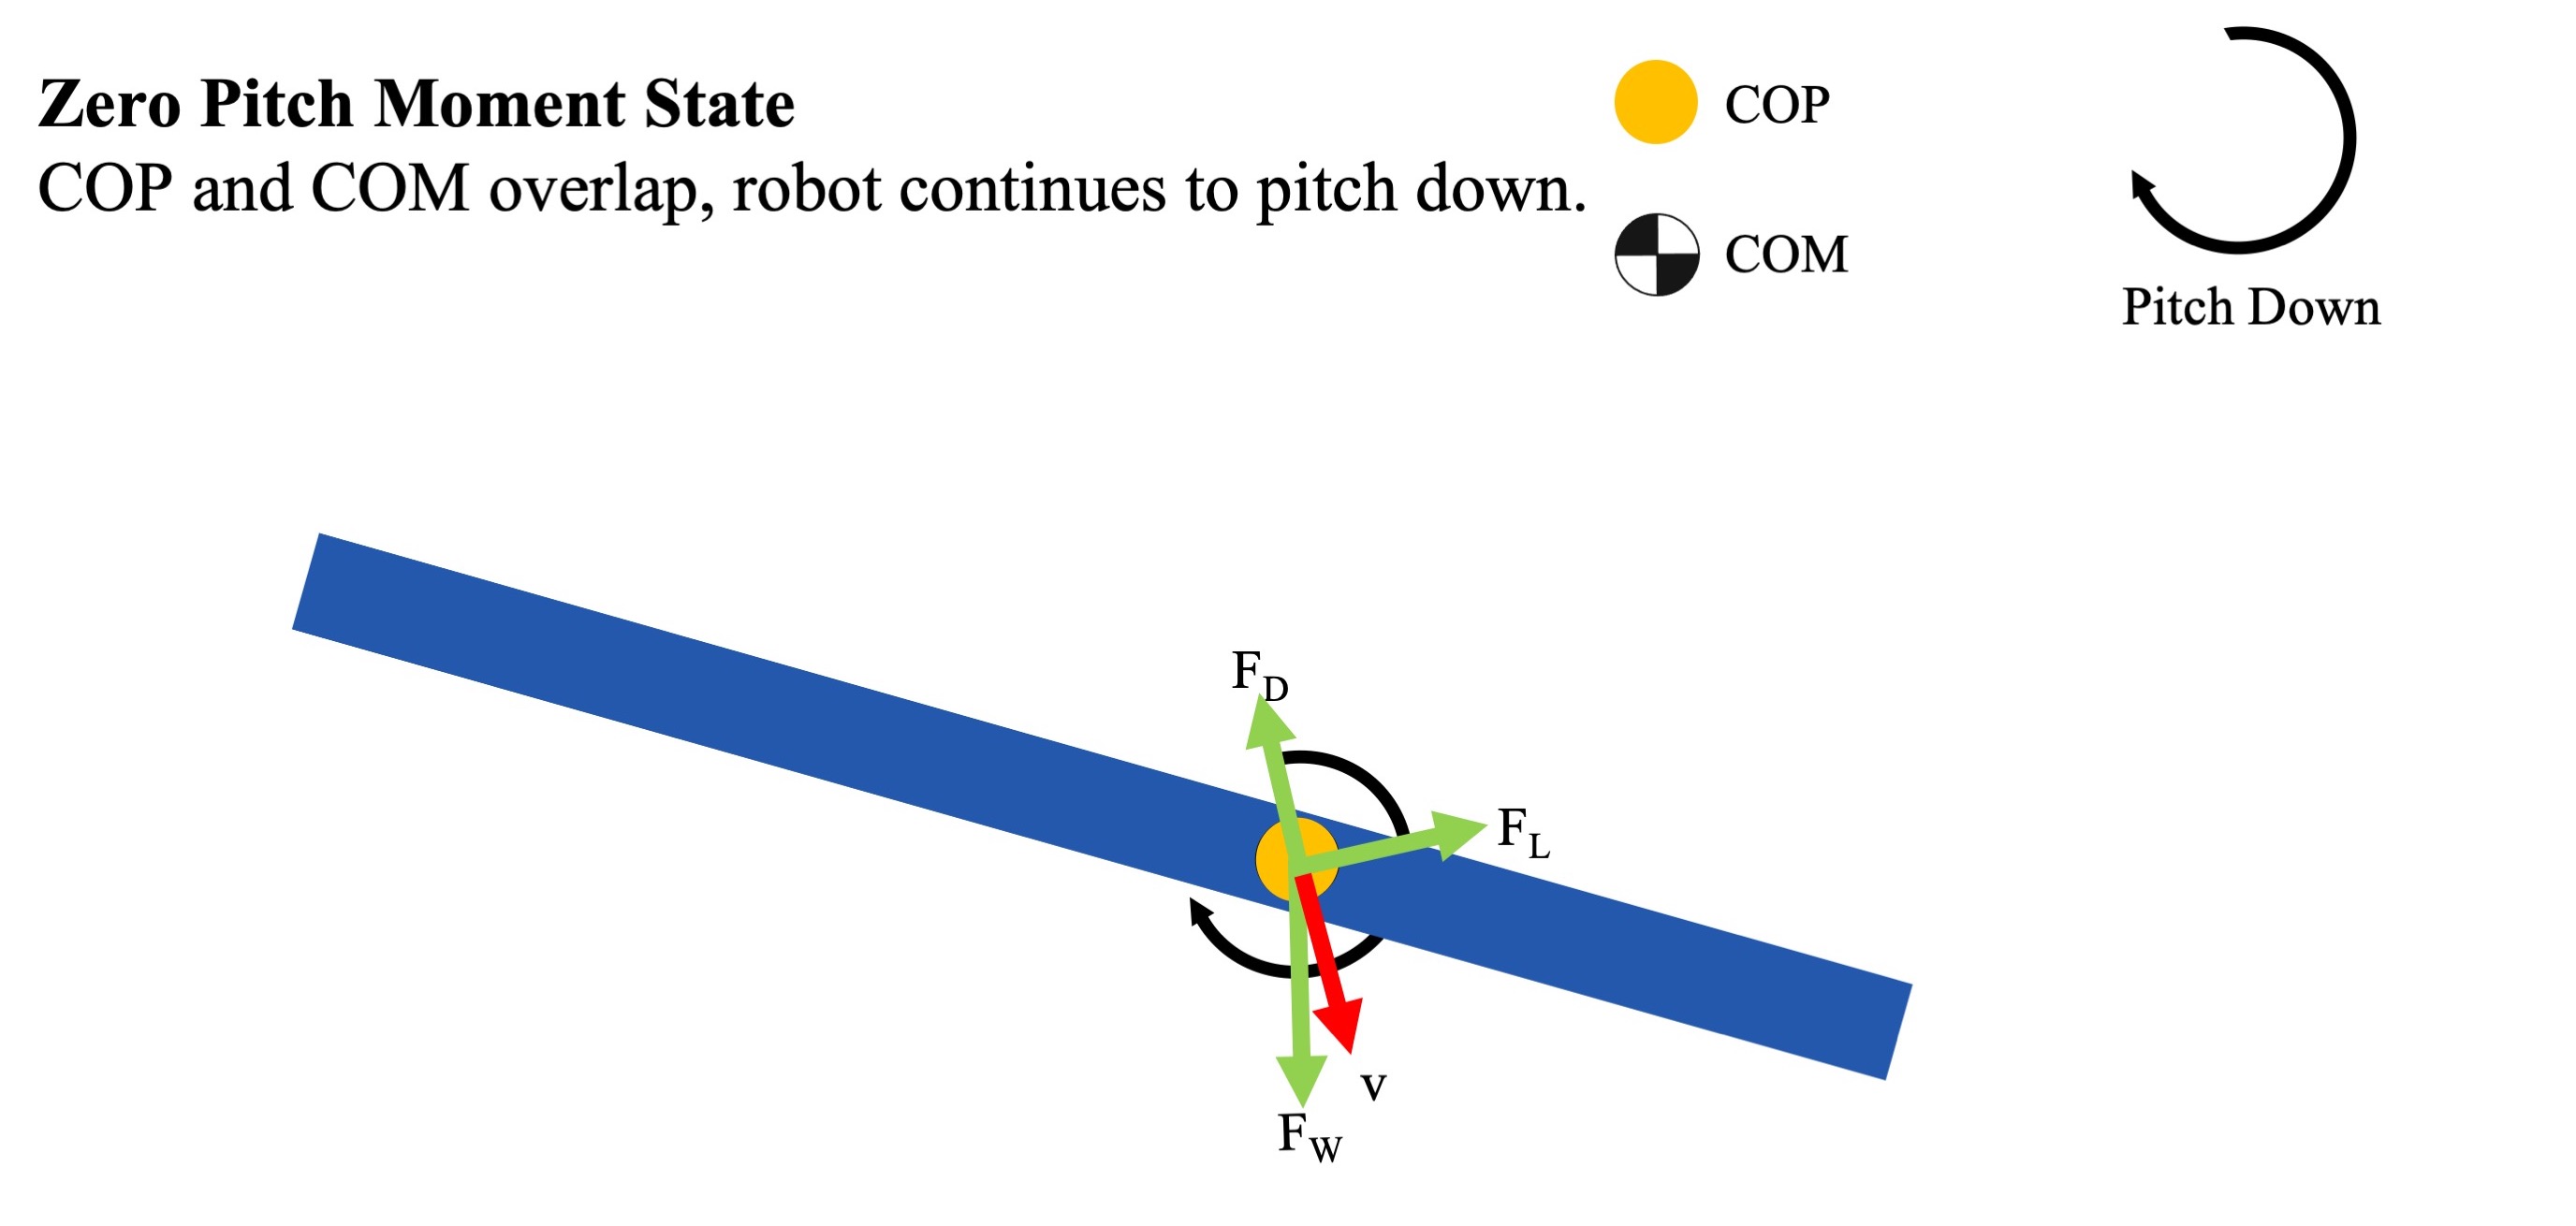 Zero Pitch Moment State
COP and COM overlap, robot continues to pitch down.
COP
COM
Pitch Down
F_D
F_L
v
F_W